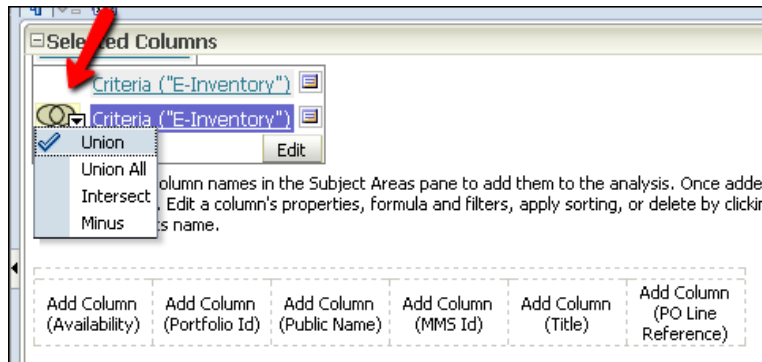 Selected Columns
Criteria ("E-Inventory")
Criteria ("E-Inventory")
Union
Edit
Union All
olumn names in the Subject Areas pane to add them to the analysis. Once adde
Intersect
. Edit a column's properties, formula and filters, apply sorting, or delete by clickin
Minus
s name.
Add Column
(Availability)
Add Column
(Portfolio Id)
Add Column
(Public Name)
Add Column
(MMS Id)
Add Column
(Title)
Add Column
(PO Line
Reference)